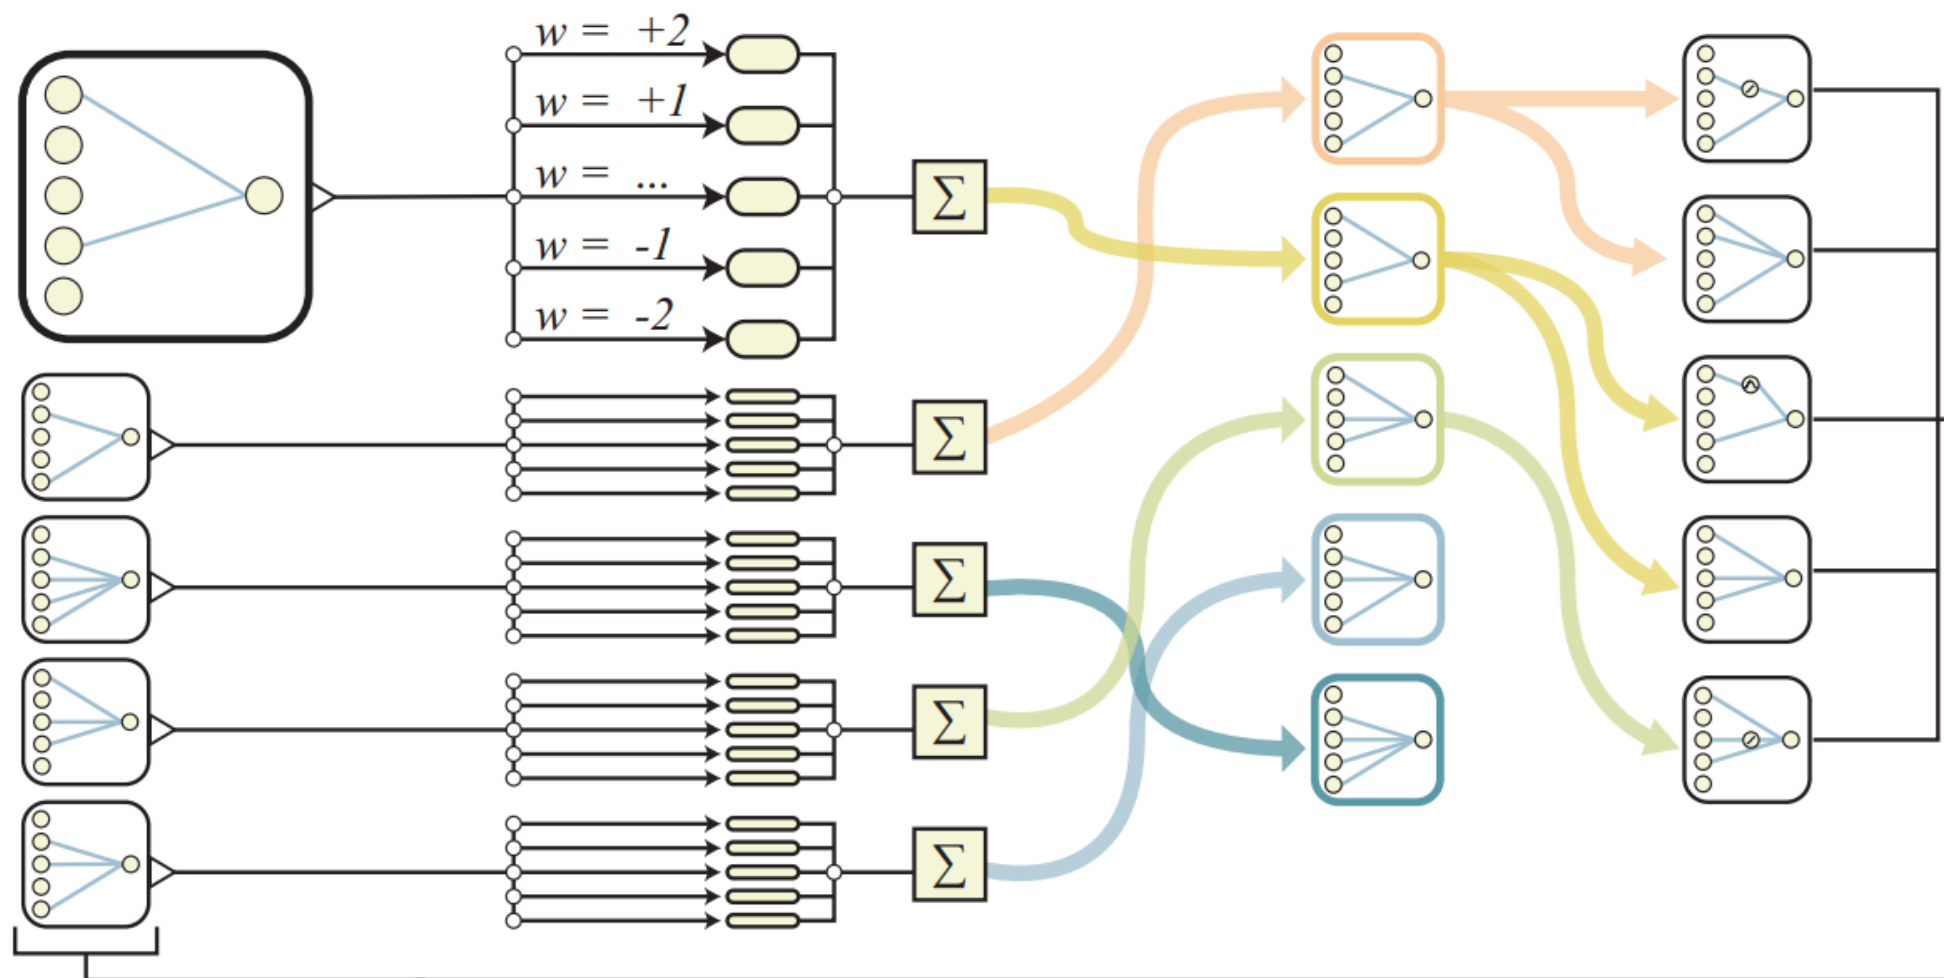 w = +2
w = +1
w = ...
w = -1
w = -2
Σ
Σ
Σ
Σ
Σ